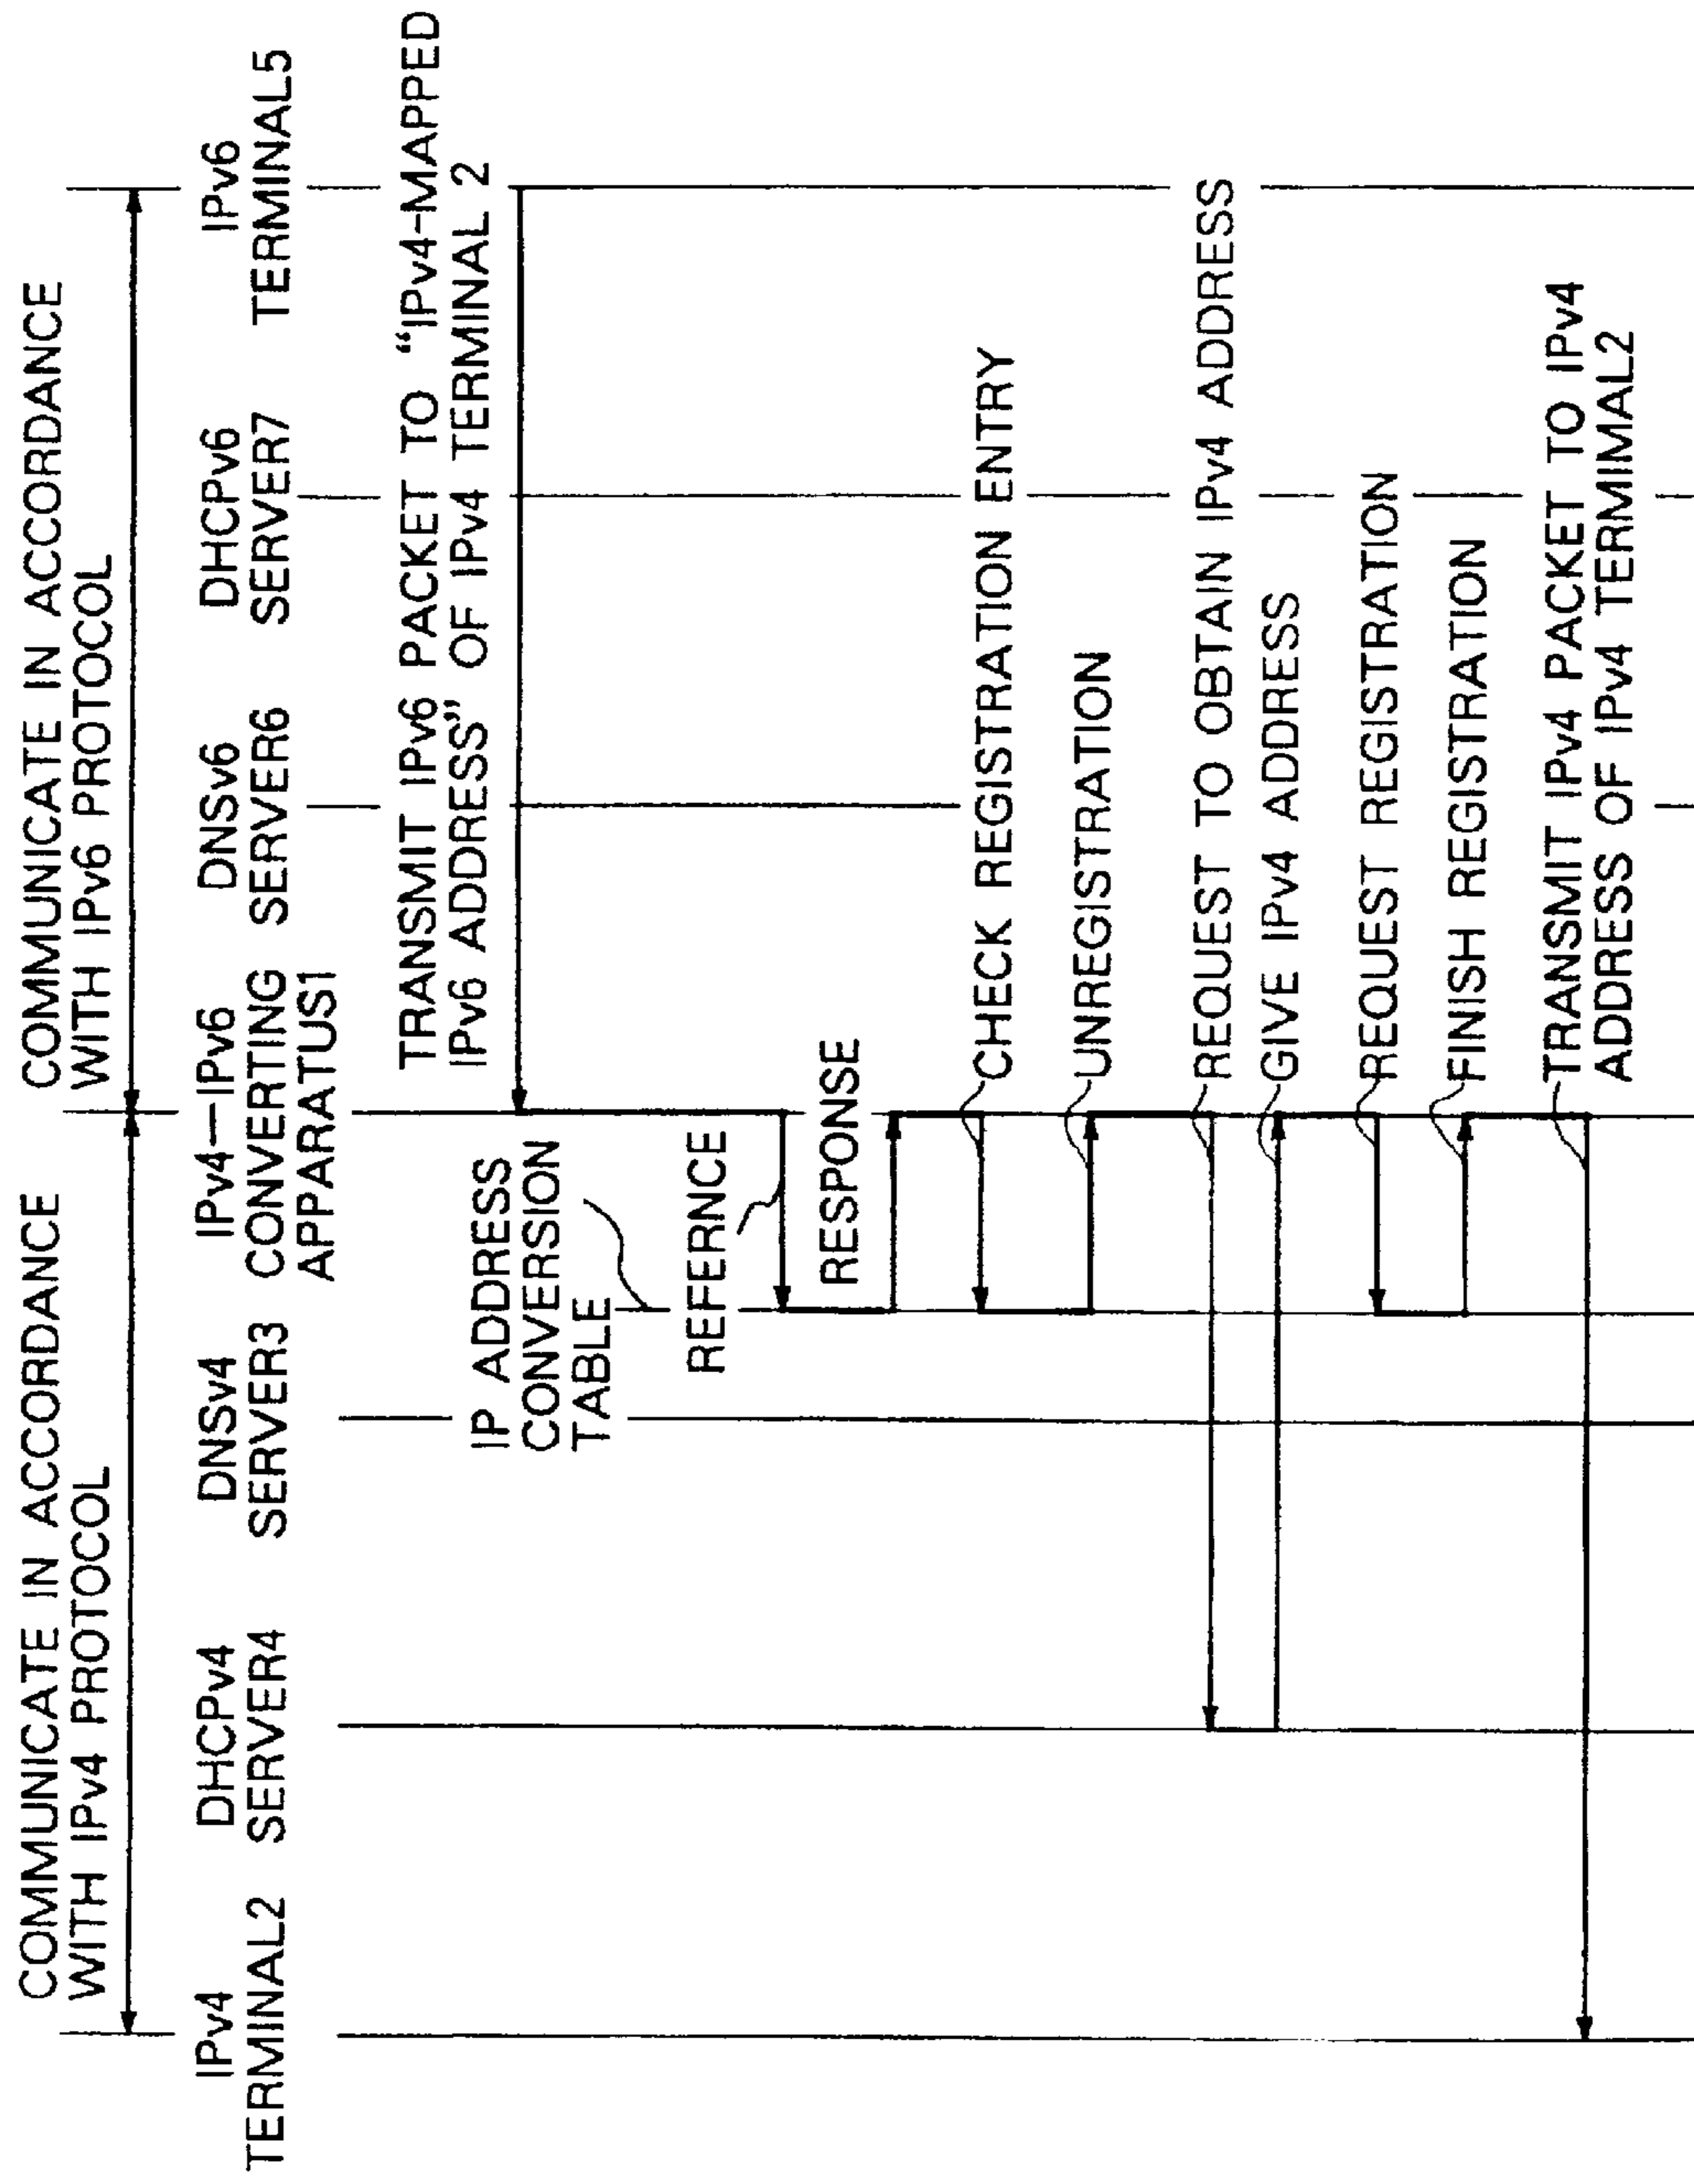 COMMUNICATE IN ACCORDANCE
WITH IPv4 PROTOCOL
COMMUNICATE IN ACCORDANCE
WITH IPv6 PROTOCOL
IPv4
TERMINAL2
DHCPv4
SERVER4
DNSv4
SERVER3
IPv4-IPv6
CONVERTING
APPARATUS1
DNSv6
SERVER6
DHCPv6
SERVER7
IPv6
TERMINAL5
TRANSMIT IPv6 PACKET TO “IPv4-MAPPED
IPv6 ADDRESS” OF IPv4 TERMINAL 2
IP ADDRESS
CONVERSION
TABLE
REFERNCE
RESPONSE
CHECK REGISTRATION ENTRY
UNREGISTRATION
REQUEST TO OBTAIN IPv4 ADDRESS
GIVE IPv4 ADDRESS
REQUEST REGISTRATION
FINISH REGISTRATION
TRANSMIT IPv4 PACKET TO IPv4
ADDRESS OF IPv4 TERMIMAL2